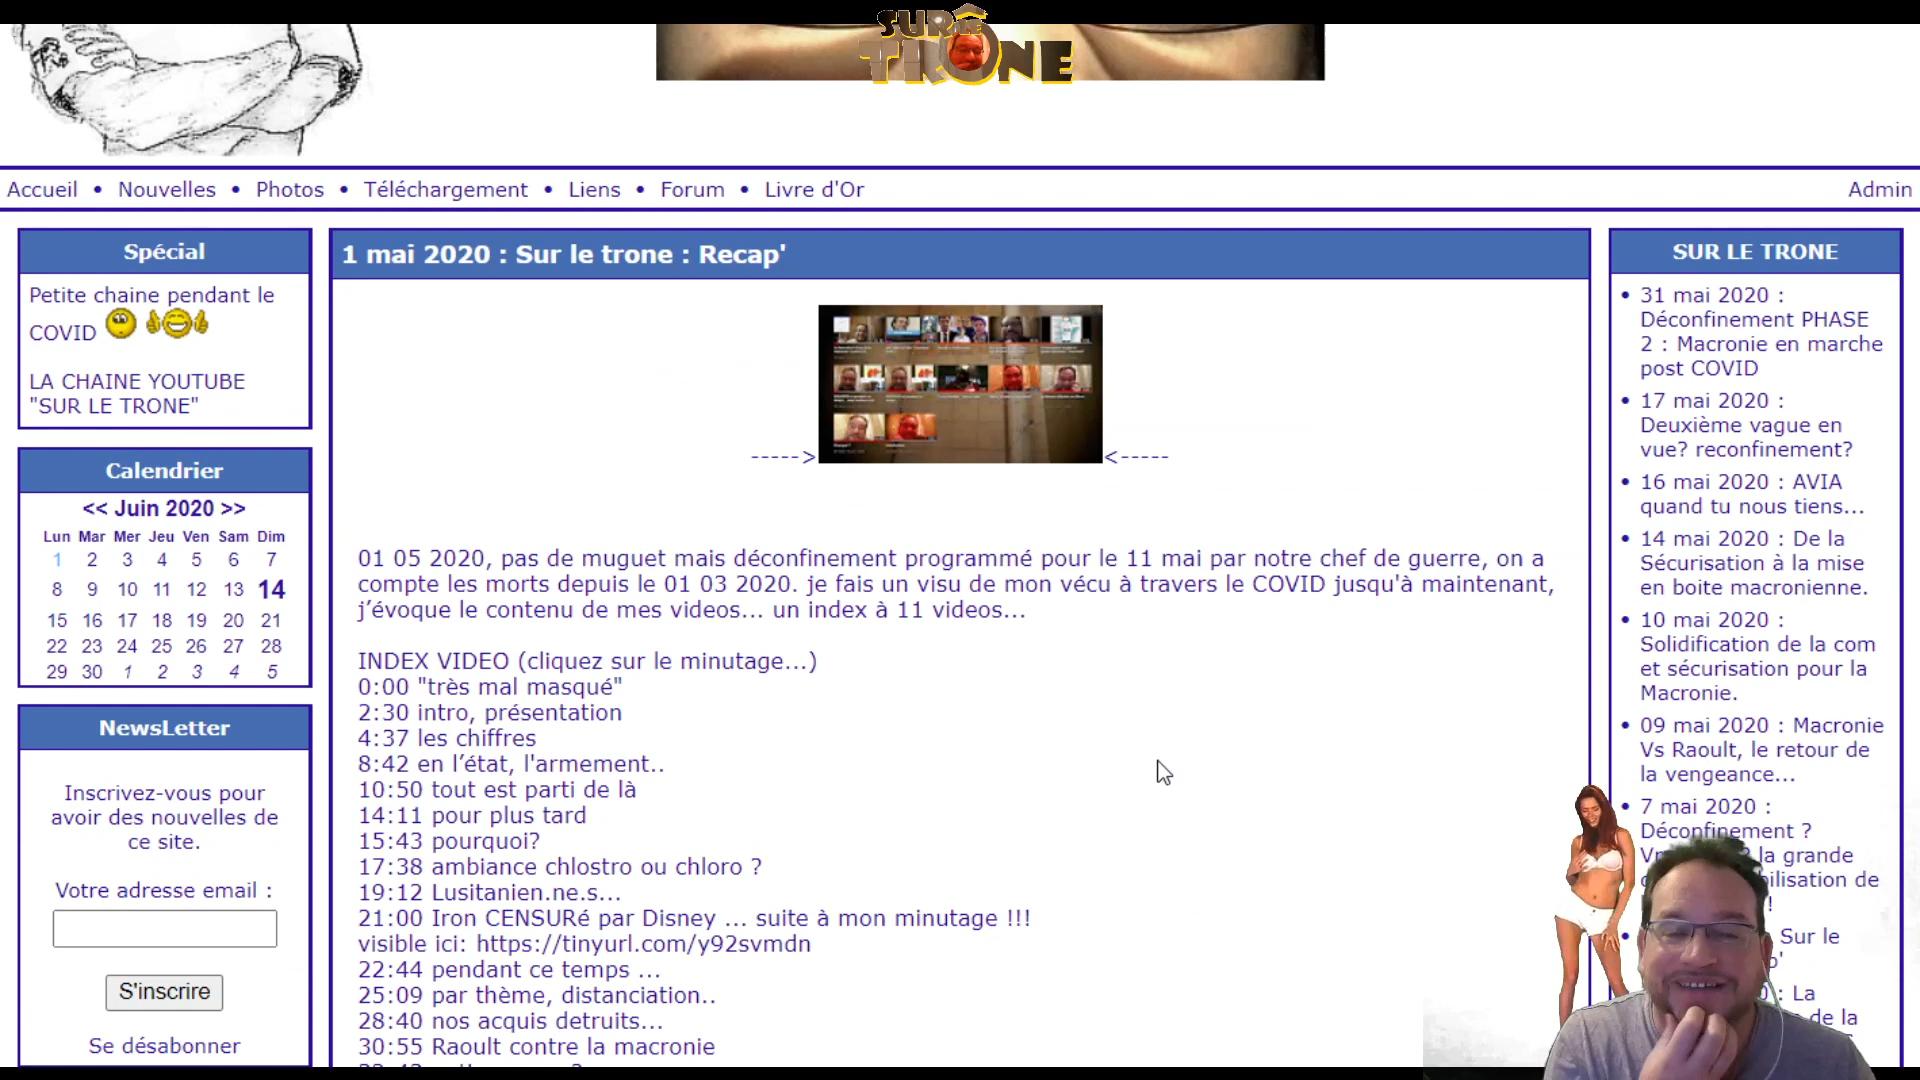 SUR LE
TRONE
Accueil • Nouvelles • Photos • Téléchargement • Liens • Forum • Livre d'Or
Admin
Spécial
Petite chaine pendant le
COVID
LA CHAINE YOUTUBE
"SUR LE TRONE"
Calendrier
<< Juin 2020 >>
Lun Mar Mer Jeu Ven Sam Dim
1 2 3 4 5 6 7
8 9 10 11 12 13 14
15 16 17 18 19 20 21
22 23 24 25 26 27 28
29 30 1 2 3 4 5
NewsLetter
Inscrivez-vous pour
avoir des nouvelles de
ce site.
Votre adresse email :
S'inscrire
Se désabonner
1 mai 2020 : Sur le trone : Recap'
-----> <-----
01 05 2020, pas de muguet mais déconfinement programmé pour le 11 mai par notre chef de guerre, on a
compte les morts depuis le 01 03 2020. je fais un visu de mon vécu à travers le COVID jusqu'à maintenant,
j’évoque le contenu de mes videos... un index à 11 videos...
INDEX VIDEO (cliquez sur le minutage...)
0:00 "très mal masqué"
2:30 intro, présentation
4:37 les chiffres
8:42 en l’état, l'armement..
10:50 tout est parti de là
14:11 pour plus tard
15:43 pourquoi?
17:38 ambiance chlostro ou chloro ?
19:12 Lusitanien.ne.s...
21:00 Iron CENSURé par Disney ... suite à mon minutage !!!
visible ici: https://tinyurl.com/y92svmdn
22:44 pendant ce temps ...
25:09 par thème, distanciation..
28:40 nos acquis detruits...
30:55 Raoult contre la macronie
SUR LE TRONE
• 31 mai 2020 :
Déconfinement PHASE
2 : Macronie en marche
post COVID
• 17 mai 2020 :
Deuxième vague en
vue? reconfinement?
• 16 mai 2020 : AVIA
quand tu nous tiens...
• 14 mai 2020 : De la
Sécurisation à la mise
en boite macronienne.
• 10 mai 2020 :
Solidification de la com
et sécurisation pour la
Macronie.
• 09 mai 2020 : Macronie
Vs Raoult, le retour de
la vengeance...
• 7 mai 2020 :
Déconfinement ?
la grande
de
!
• Sur le
: La
de la